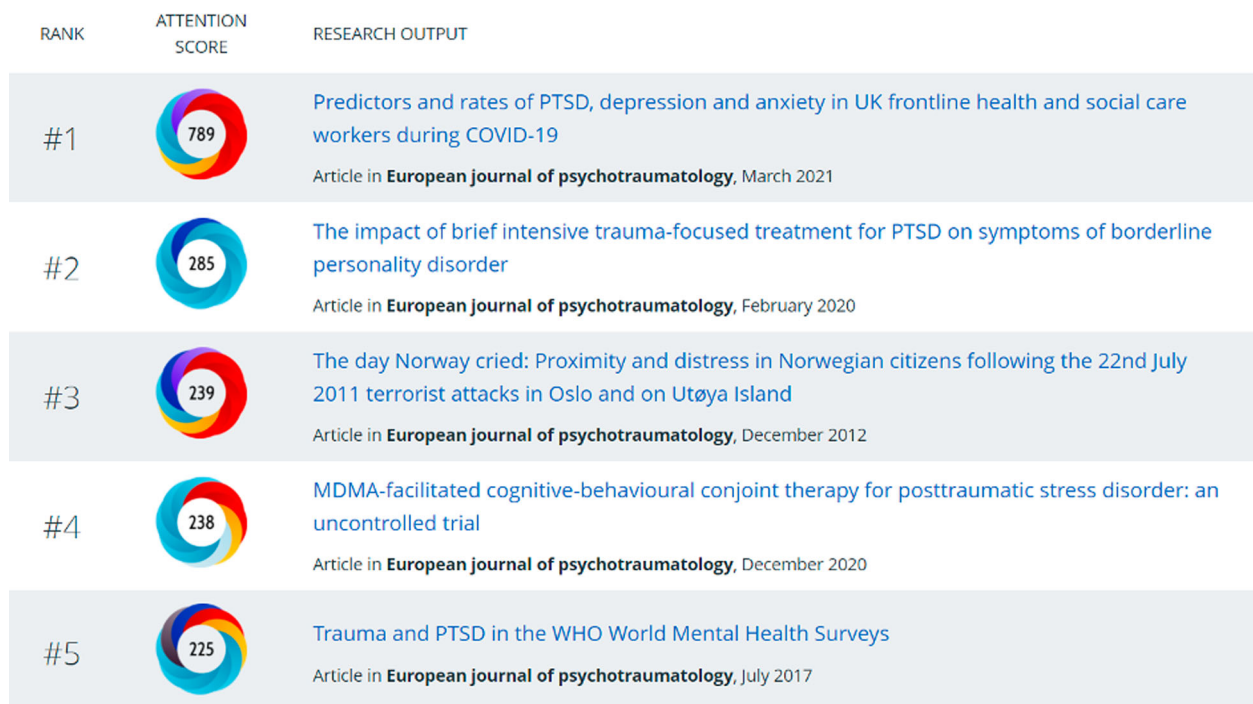 RANK
ATTENTION
SCORE
RESEARCH OUTPUT
#1
789
Predictors and rates of PTSD, depression and anxiety in UK frontline health and social care
workers during COVID-19
Article in European journal of psychotraumatology, March 2021
#2
285
The impact of brief intensive trauma-focused treatment for PTSD on symptoms of borderline
personality disorder
Article in European journal of psychotraumatology, February 2020
#3
239
The day Norway cried: Proximity and distress in Norwegian citizens following the 22nd July
2011 terrorist attacks in Oslo and on Utøya Island
Article in European journal of psychotraumatology, December 2012
#4
238
MDMA-facilitated cognitive-behavioural conjoint therapy for posttraumatic stress disorder: an
uncontrolled trial
Article in European journal of psychotraumatology, December 2020
#5
225
Trauma and PTSD in the WHO World Mental Health Surveys
Article in European journal of psychotraumatology, July 2017